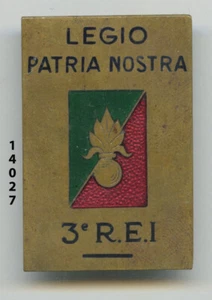 LEGIO
PATRIA NOSTRA
14027
3e R.E.I